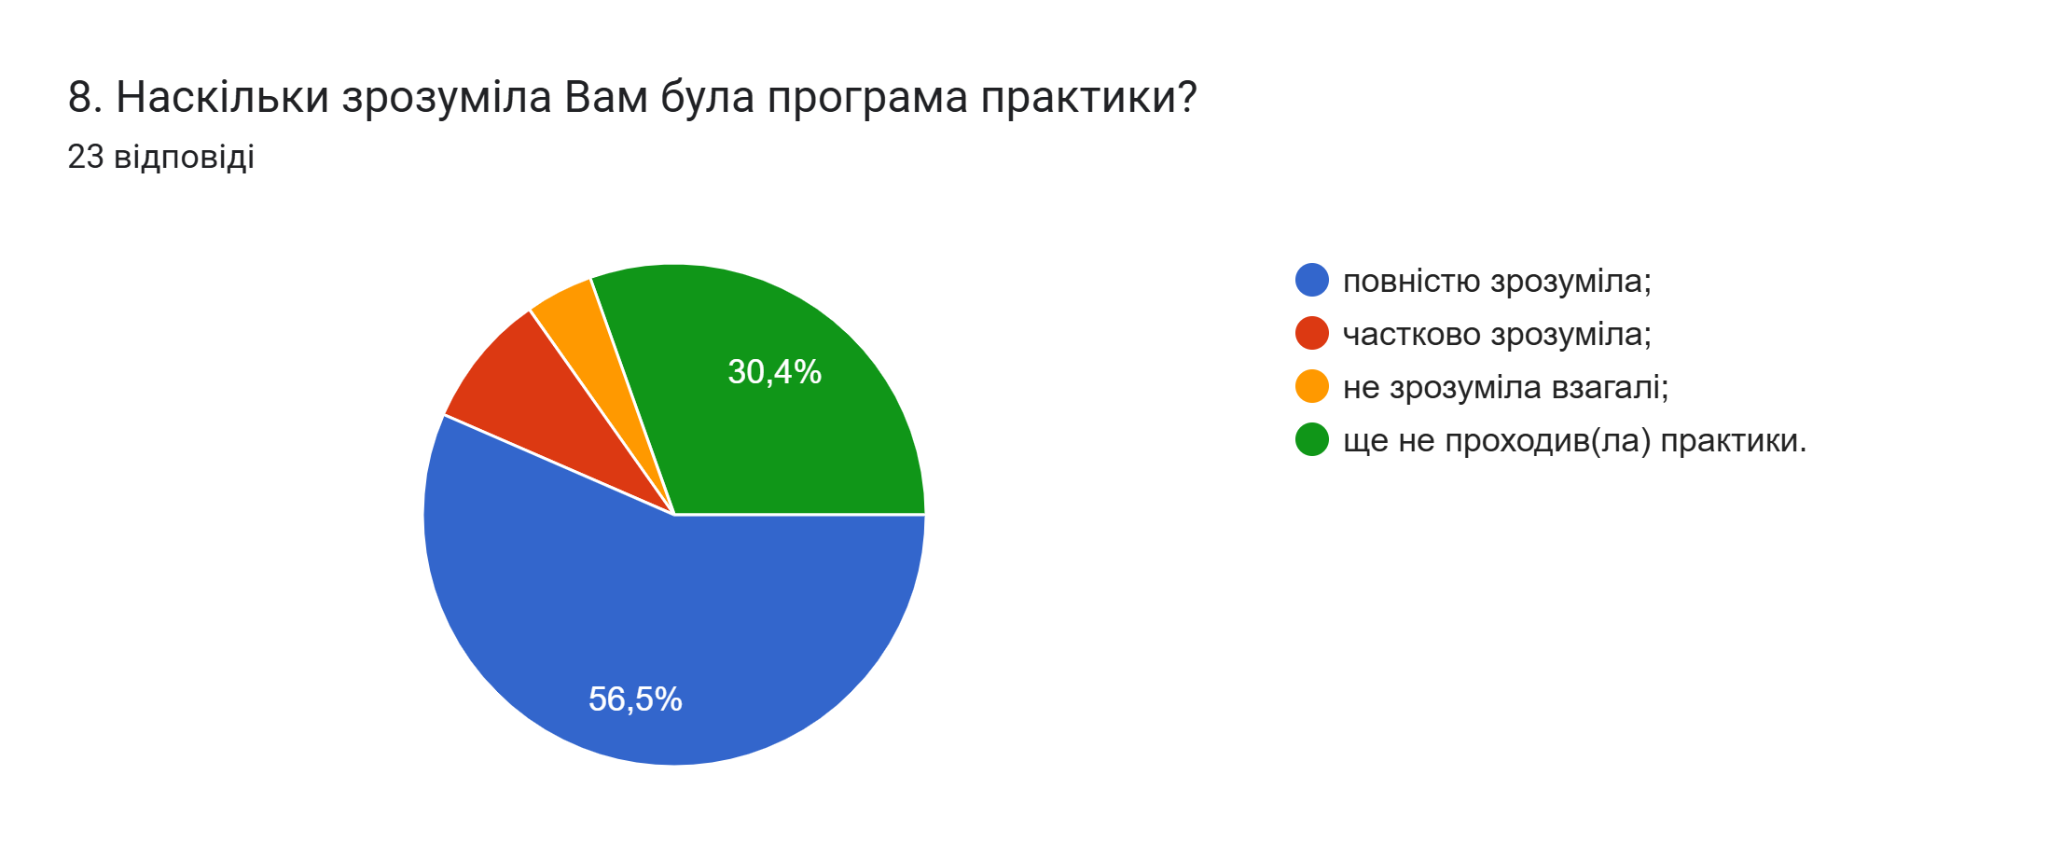 8. Наскільки зрозуміла Вам була програма практики?
23 відповіді
30,4%
56,5%
повністю зрозуміла;
частково зрозуміла;
не зрозуміла взагалі;
ще не проходив(ла) практики.